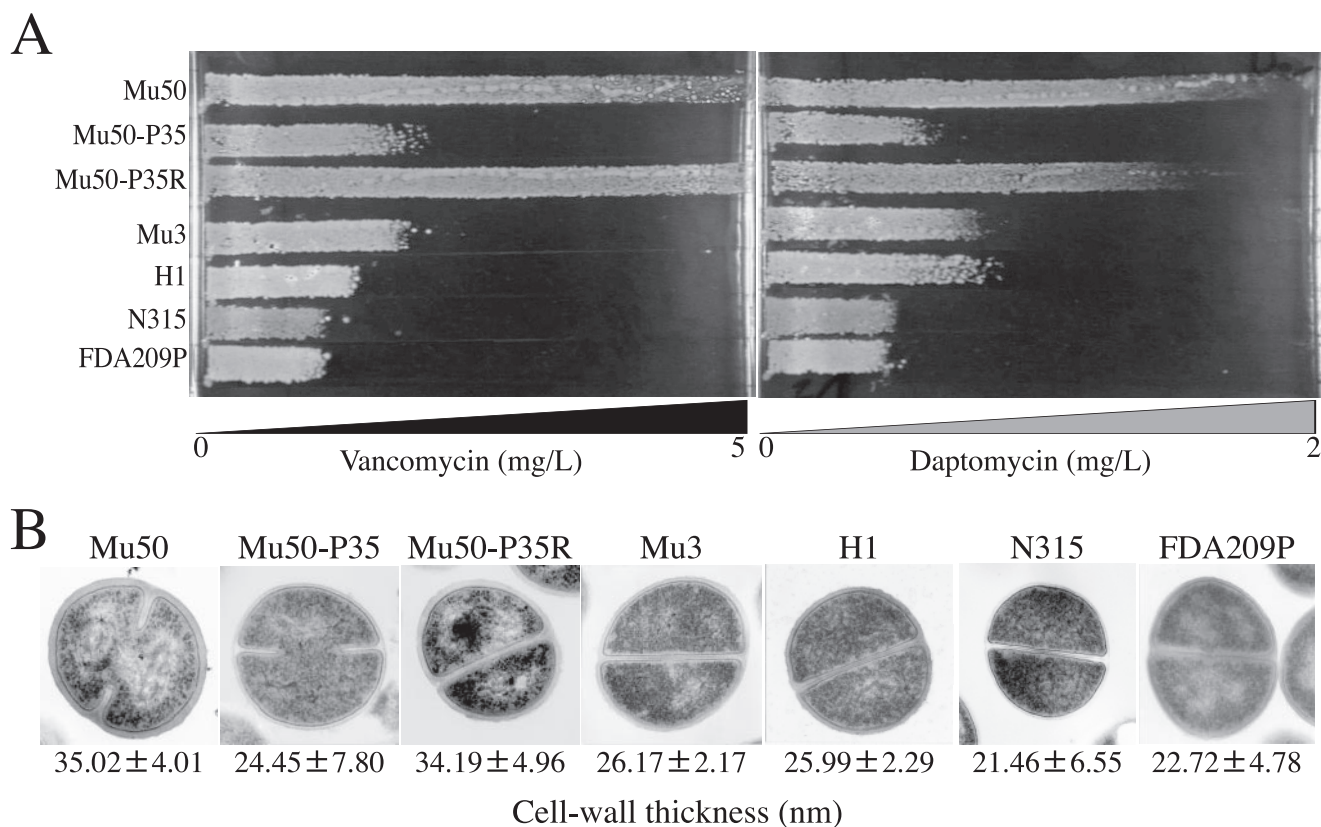 A
Mu50
Mu50-P35
Mu50-P35R
Mu3
H1
N315
FDA209P
0 5 0 2
Vancomycin (mg/L) Daptomycin (mg/L)
B
Mu50 Mu50-P35 Mu50-P35R Mu3 H1 N315 FDA209P
35.02±4.01 24.45±7.80 34.19±4.96 26.17±2.17 25.99±2.29 21.46±6.55 22.72±4.78
Cell-wall thickness (nm)